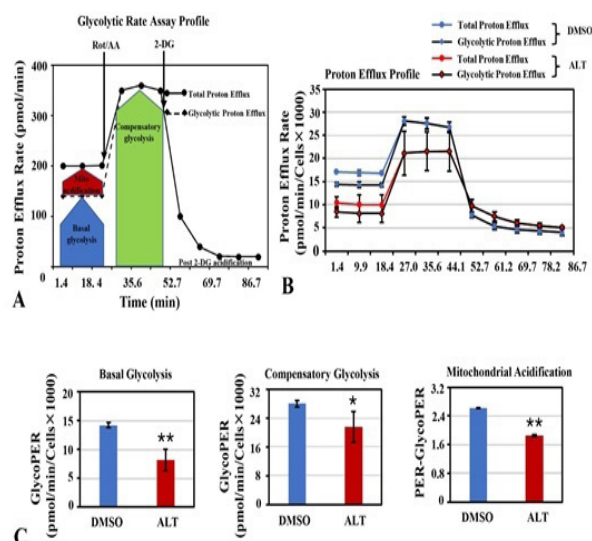 Glycolytic Rate Assay Profile
Rot/AA
2-DG
Proton Efflux Rate (pmol/min)
400
300
200
100
0
Total Proton Efflux
Glycolytic Proton Efflux
Compensatory
glycolysis
acidification
Basal
glycolysis
Post 2-DG acidification
1.4 18.4 35.6 52.7 69.7 86.7
Time (min)
A
Total Proton Efflux
Glycolytic Proton Efflux
DMSO
Total Proton Efflux
Glycolytic Proton Efflux
ALT
Proton Efflux Profile
Proton Efflux Rate
(pmol/min/Cells×1000)
35
30
25
20
15
10
5
0
1.4 9.9 18.4 27.0 35.6 44.1 52.7 61.2 69.7 78.2 86.7
B
Basal Glycolysis
GlycoPER
(pmol/min/Cells×1000)
20
15
10
5
0
**
DMSO ALT
Compensatory Glycolysis
GlycoPER
(pmol/min/Cells×1000)
32
24
16
8
0
*
DMSO ALT
Mitochondrial Acidification
PER-GlycoPER
3.2
2.4
1.6
0.8
0
**
DMSO ALT
C